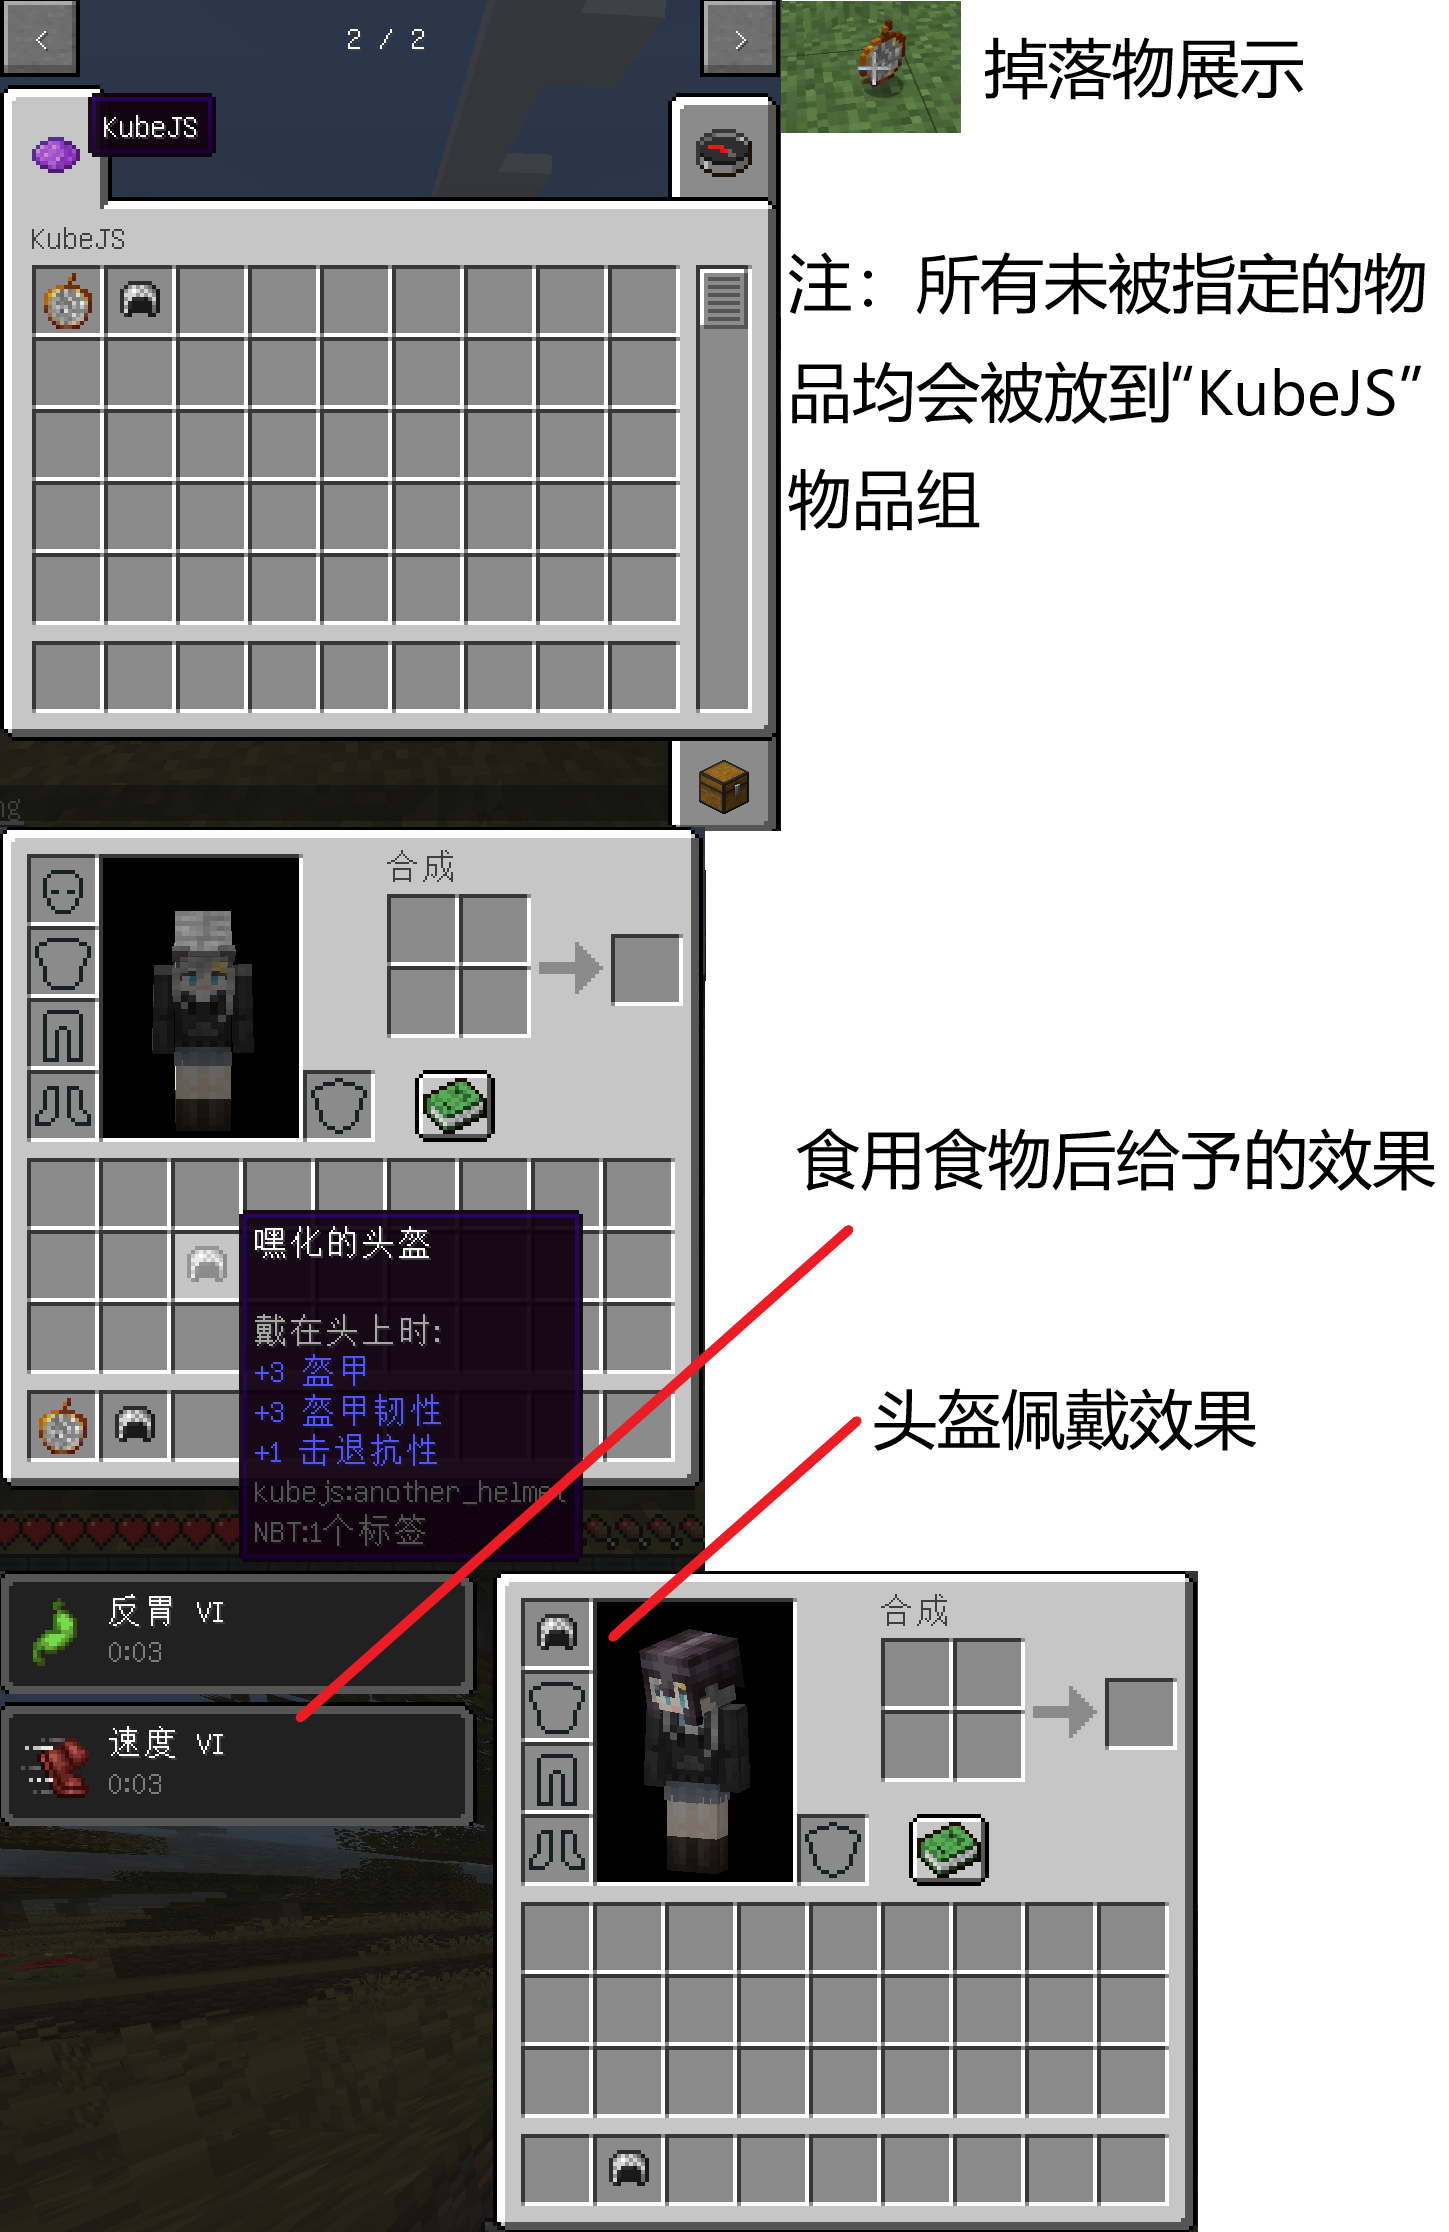 2 / 2
掉落物展示
KubeJS
KubeJS
注：所有未被指定的物
品均会被放到“KubeJS”
物品组
ng
合成
食用食物后给予的效果
嘿化的头盔
戴在头上时:
+3 盔甲
+3 盔甲韧性
+1 击退抗性
kubejs:another_helmet
NBT:1个标签
头盔佩戴效果
反胃 VI
0:03
速度 VI
0:03
合成